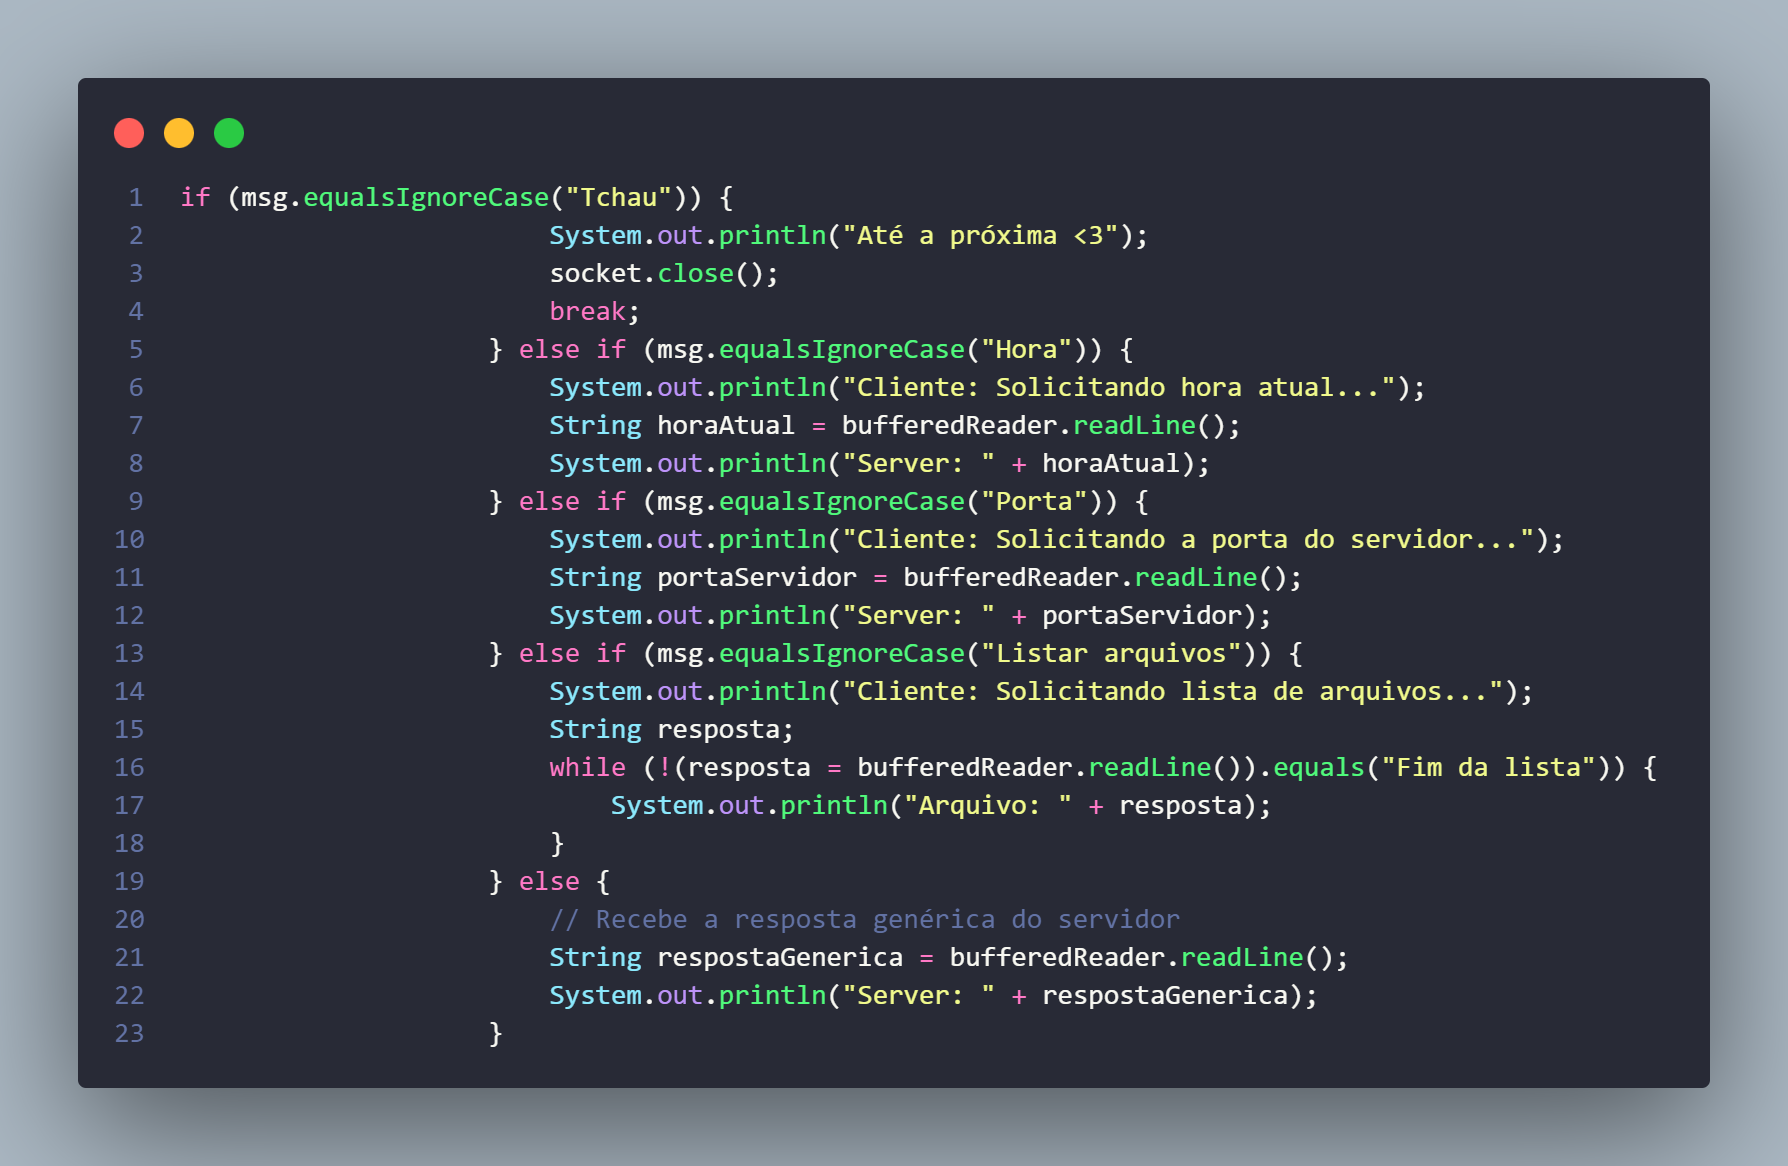 1 if (msg.equalsIgnoreCase("Tchau")) {
2 System.out.println("Até a próxima <3");
3 socket.close();
4 break;
5 } else if (msg.equalsIgnoreCase("Hora")) {
6 System.out.println("Cliente: Solicitando hora atual...");
7 String horaAtual = bufferedReader.readLine();
8 System.out.println("Server: " + horaAtual);
9 } else if (msg.equalsIgnoreCase("Porta")) {
10 System.out.println("Cliente: Solicitando a porta do servidor...");
11 String portaServidor = bufferedReader.readLine();
12 System.out.println("Server: " + portaServidor);
13 } else if (msg.equalsIgnoreCase("Listar arquivos")) {
14 System.out.println("Cliente: Solicitando lista de arquivos...");
15 String resposta;
16 while (!(resposta = bufferedReader.readLine()).equals("Fim da lista")) {
17 System.out.println("Arquivo: " + resposta);
18 }
19 } else {
20 // Recebe a resposta genérica do servidor
21 String respostaGenerica = bufferedReader.readLine();
22 System.out.println("Server: " + respostaGenerica);
23 }